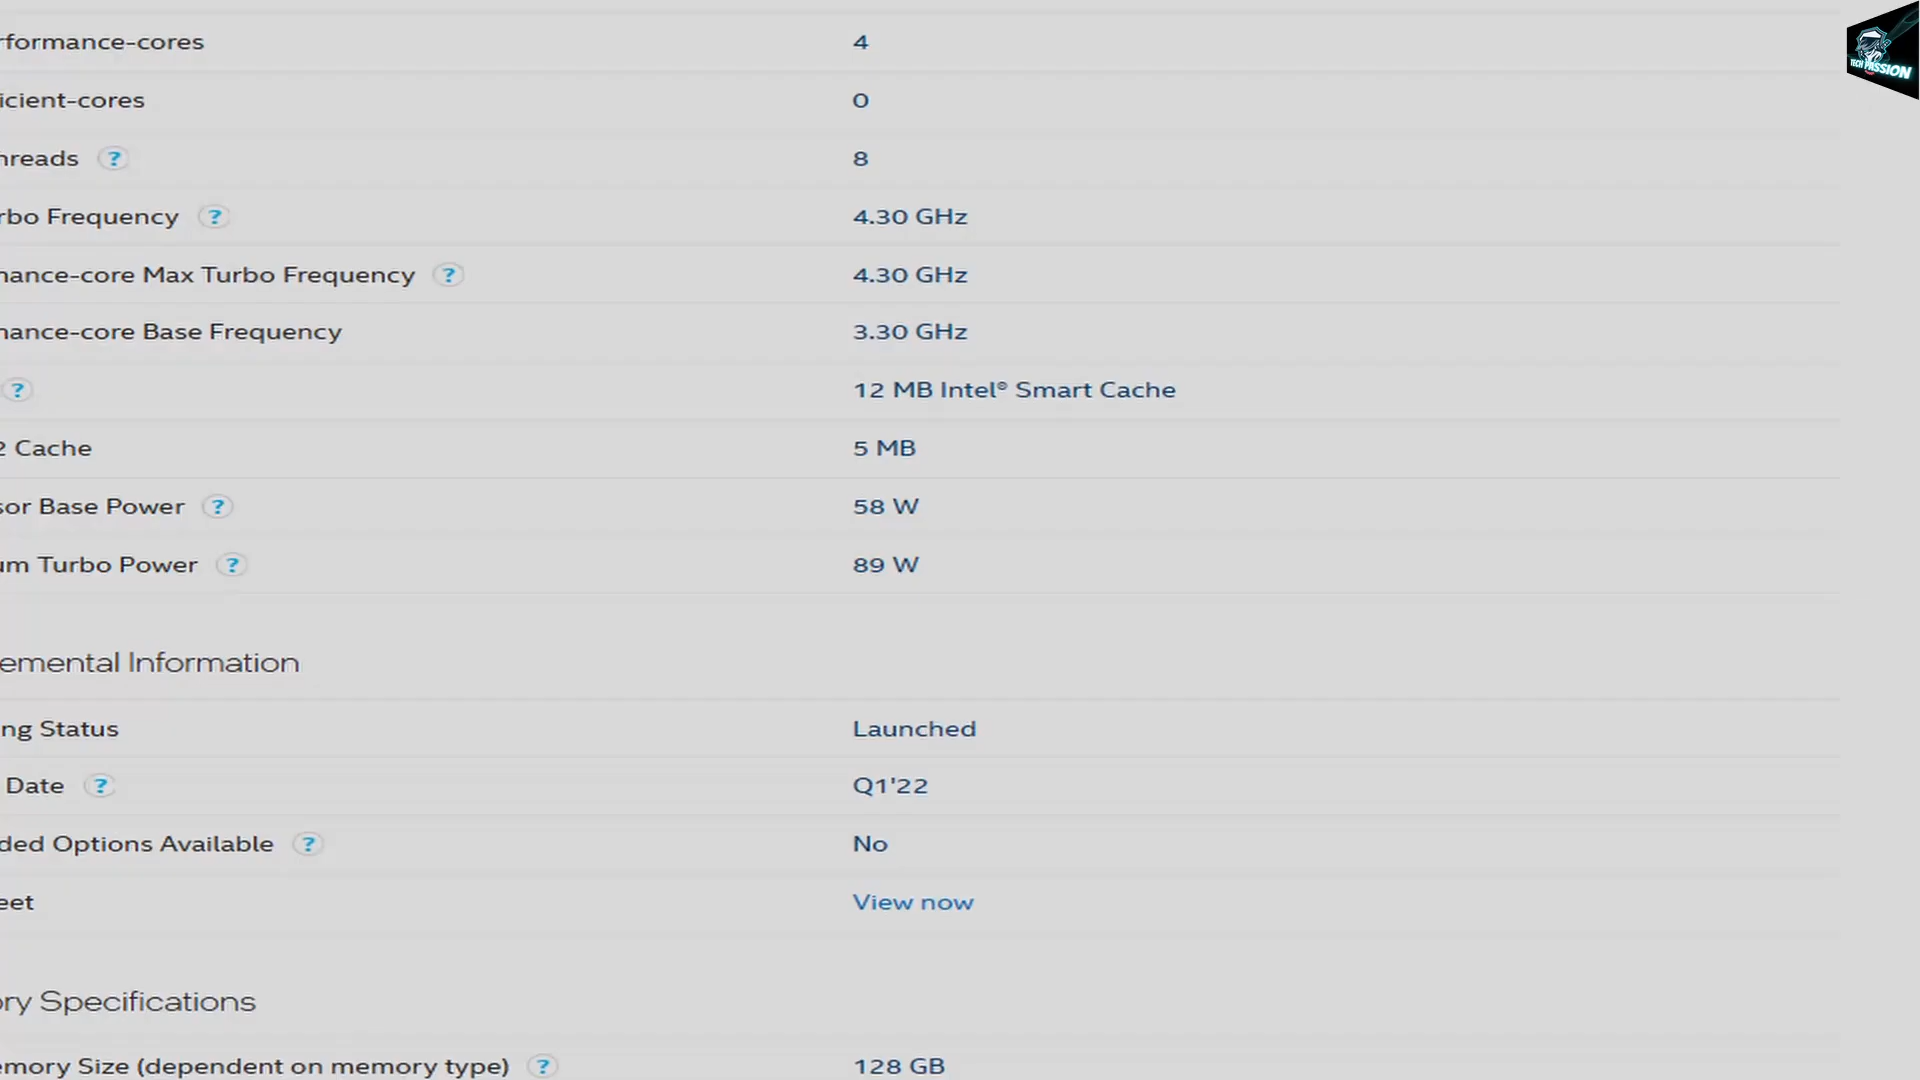 rformance-cores 4
icient-cores 0
hreads ? 8
rbo Frequency ? 4.30 GHz
nance-core Max Turbo Frequency ? 4.30 GHz
nance-core Base Frequency 3.30 GHz
? 12 MB Intel® Smart Cache
2 Cache 5 MB
sor Base Power ? 58 W
um Turbo Power ? 89 W
emental Information
ng Status Launched
Date ? Q1'22
ded Options Available ? No
eet View now
ory Specifications
emory Size (dependent on memory type) ? 128 GB
TECH PASSION